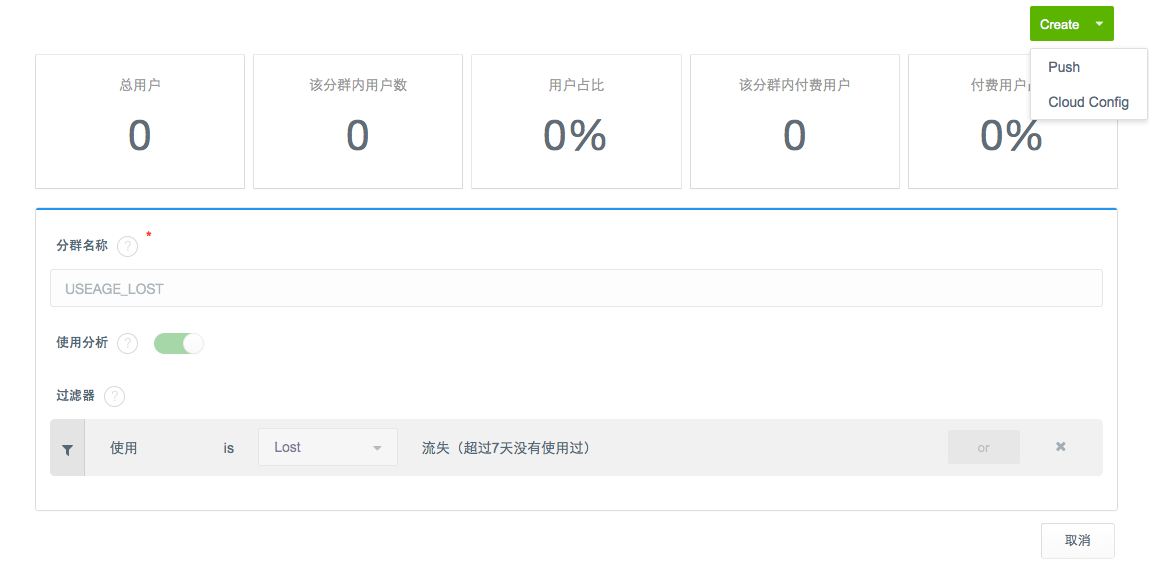 Create
Push
Cloud Config
总用户
0
该分群内用户数
0
用户占比
0%
该分群内付费用户
0
付费用户
0%
分群名称 ? *
USEAGE_LOST
使用分析 ?
过滤器 ?
使用 is Lost 流失（超过7天没有使用过） or ✖
取消